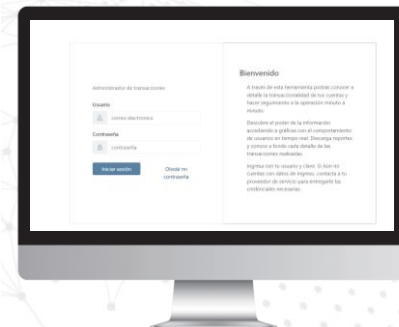 Administrador de transacciones
Usuario
correo electrónico
Contraseña
contraseña
Iniciar sesión
Olvidé mi
contraseña
Bienvenido
A través de esta herramienta podrás conocer a
detalle la transaccionalidad de tus cuentas y
hacer seguimiento a la operación minuto a
minuto.
Descubre el poder de la información
accediendo a gráficas con el comportamiento
de usuarios en tiempo real. Descarga reportes
y conoce a fondo cada detalle de las
transacciones realizadas.
Ingresa con tu usuario y clave. Si aún no
cuentas con datos de ingreso, contacta a tu
proveedor de servicio para entregarte las
credenciales necesarias.